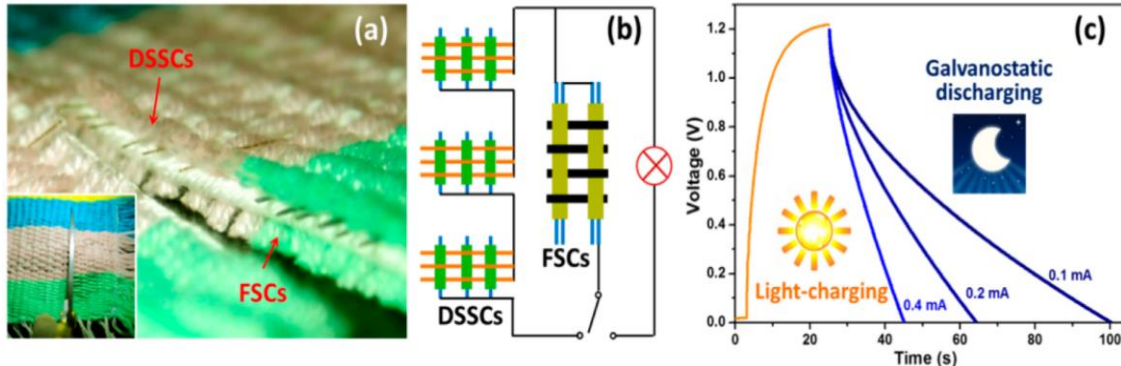 (a)
DSSCs
FSCs
(b)
FSCs
DSSCs
(c)
Galvanostatic
discharging
Light-charging
0.4 mA
0.2 mA
0.1 mA
Voltage (V)
1.2
1.0
0.8
0.6
0.4
0.2
0.0
0 20 40 60 80 100
Time (s)